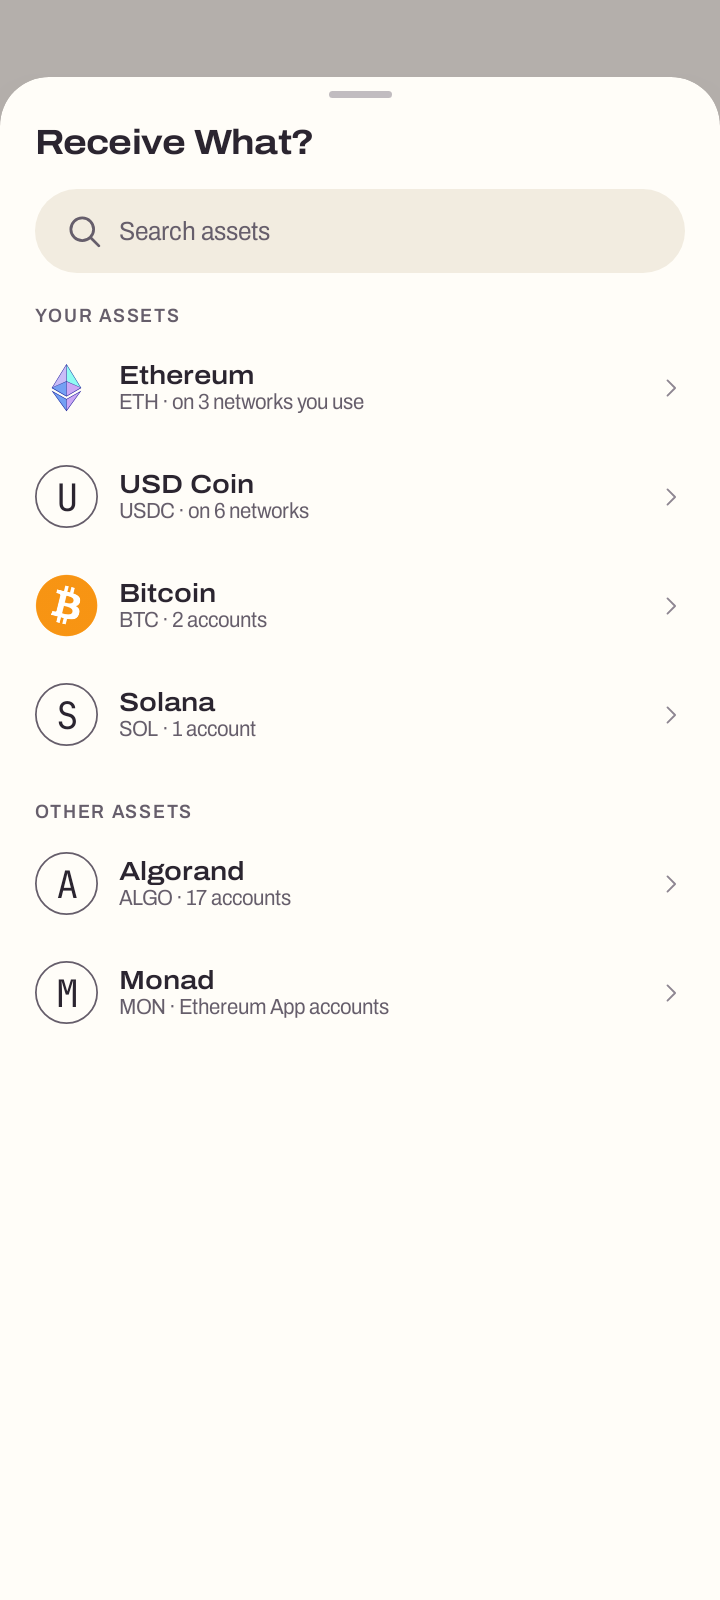 Receive What?
Search assets
YOUR ASSETS
Ethereum
ETH · on 3 networks you use
U
USD Coin
USDC · on 6 networks
Bitcoin
BTC · 2 accounts
S
Solana
SOL · 1 account
OTHER ASSETS
A
Algorand
ALGO · 17 accounts
M
Monad
MON · Ethereum App accounts